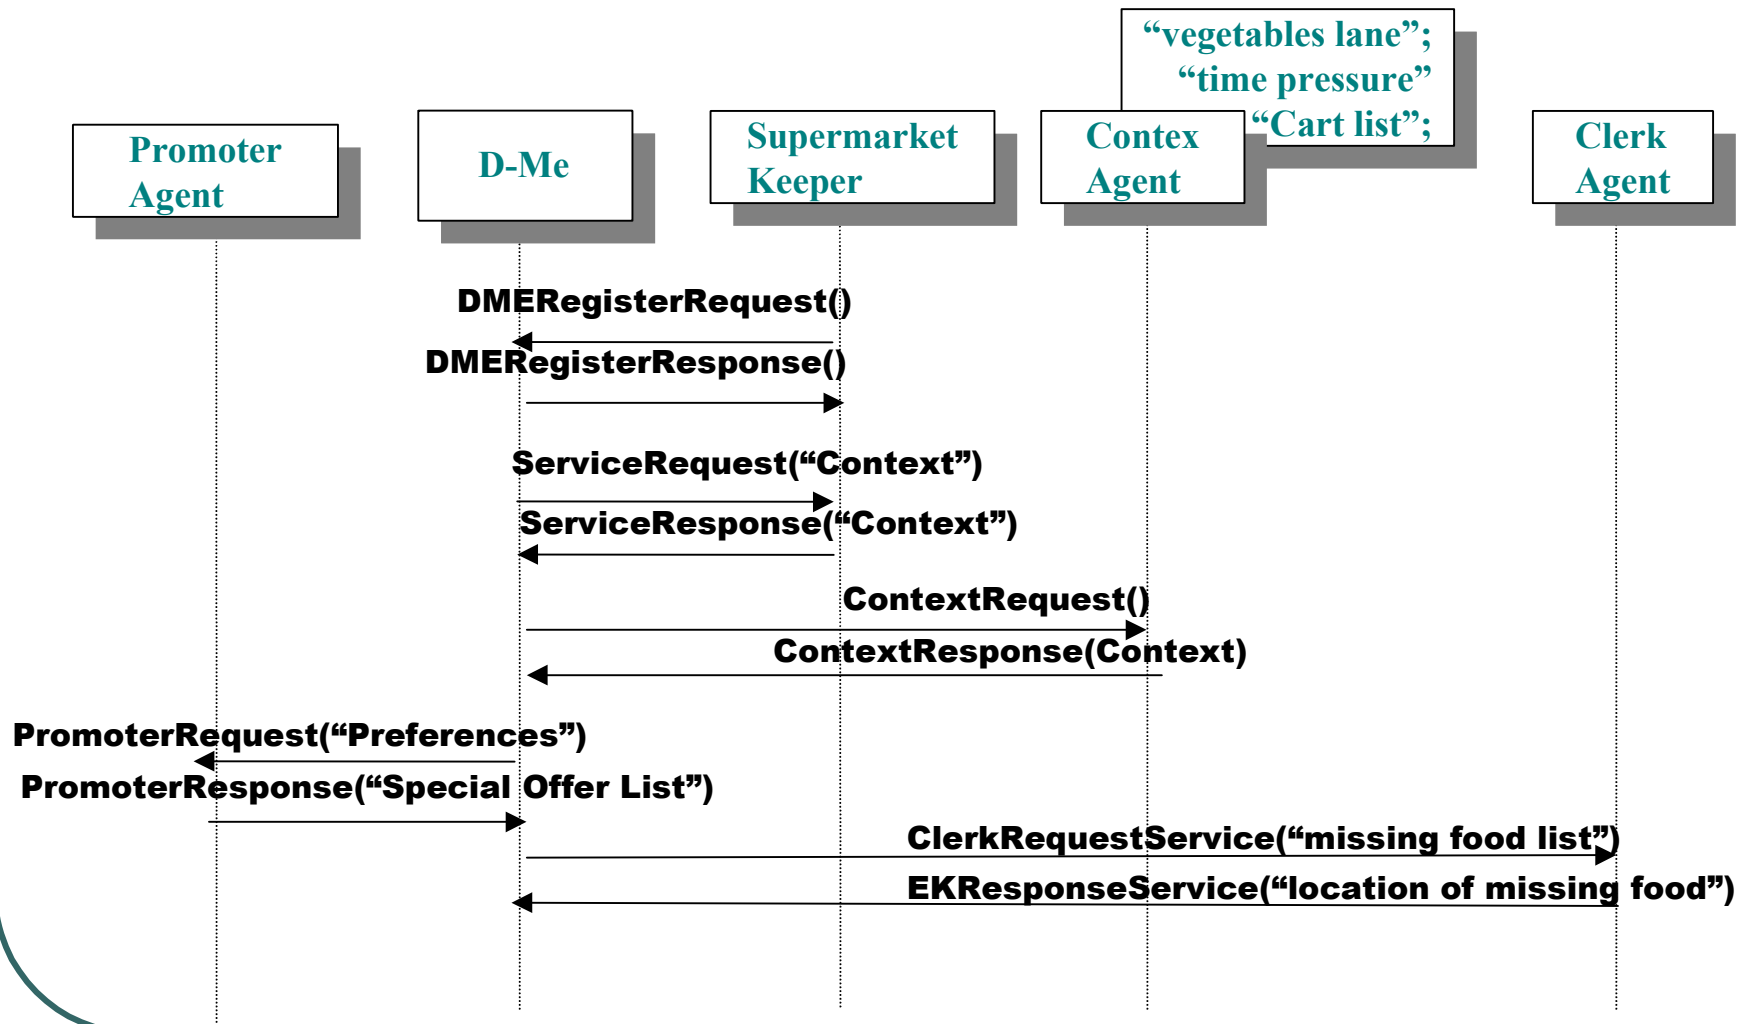 “vegetables lane”;
“time pressure”
“Cart list”;
Promoter
Agent
D-Me
Supermarket
Keeper
Contex
Agent
Clerk
Agent
DMERegisterRequest()
DMERegisterResponse()
ServiceRequest(“Context”)
ServiceResponse(“Context”)
ContextRequest()
ContextResponse(Context)
PromoterRequest(“Preferences”)
PromoterResponse(“Special Offer List”)
ClerkRequestService(“missing food list”)
EKResponseService(“location of missing food”)